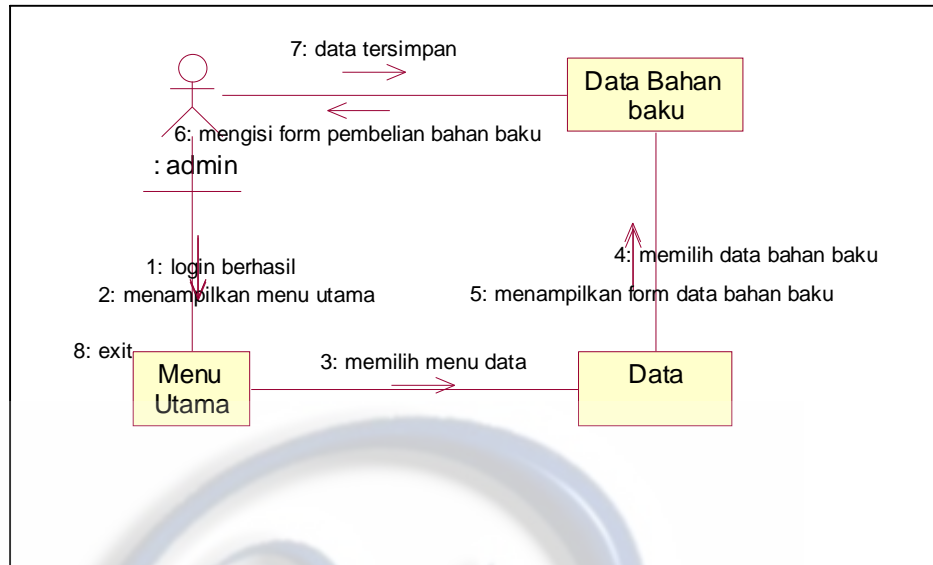 7: data tersimpan
Data Bahan
baku
6: mengisi form pembelian bahan baku
: admin
4: memilih data bahan baku
1: login berhasil
2: menampilkan menu utama
5: menampilkan form data bahan baku
8: exit
3: memilih menu data
Menu
Utama
Data